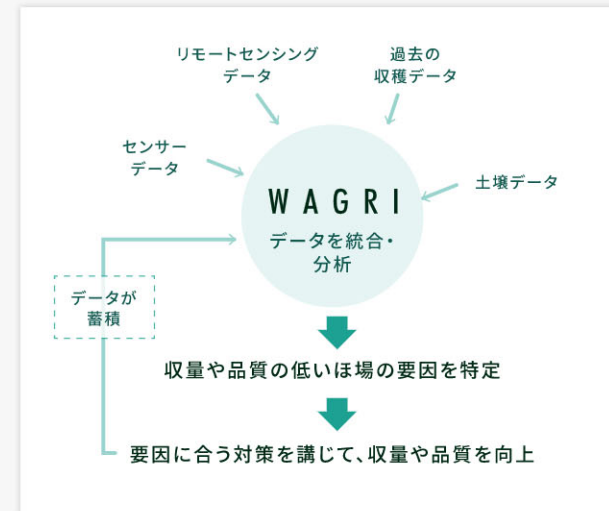 リモートセンシング
データ
過去の
収穫データ
センサー
データ
土壌データ
WAGRI
データを統合・
分析
データが
蓄積
収量や品質の低いほ場の要因を特定
要因に合う対策を講じて、収量や品質を向上